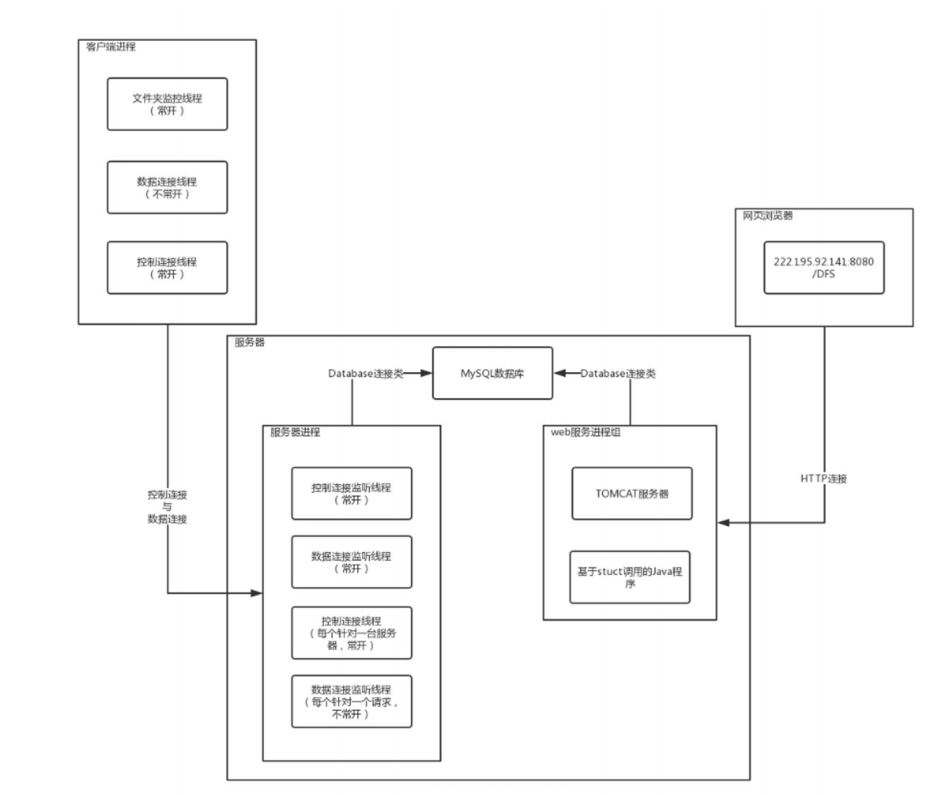 客户端进程
文件夹监控线程
（常开）
数据连接线程
（不常开）
控制连接线程
（常开）
网页浏览器
222.195.92.141:8080
/DFS
服务器
Database连接类
MySQL数据库
Database连接类
服务器进程
控制连接监听线程
（常开）
数据连接监听线程
（常开）
控制连接线程
（每个针对一台服务
器，常开）
数据连接监听线程
（每个针对一个请求，
不常开）
web服务进程组
TOMCAT服务器
基于stuct调用的Java程
序
控制连接
与
数据连接
HTTP连接